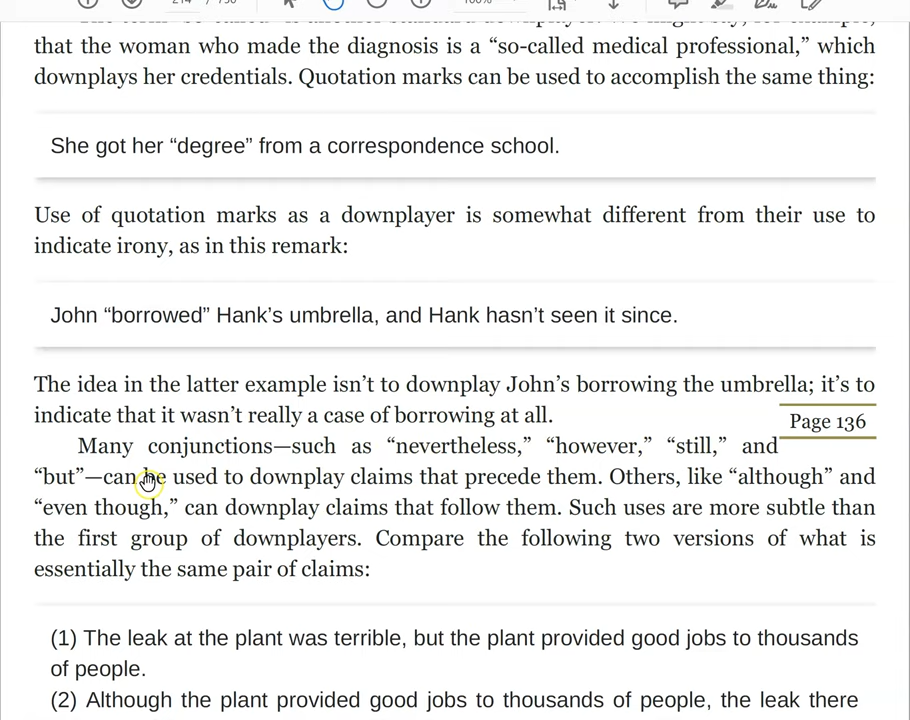 that the woman who made the diagnosis is a “so-called medical professional,” which
downplays her credentials. Quotation marks can be used to accomplish the same thing:
She got her “degree” from a correspondence school.
Use of quotation marks as a downplayer is somewhat different from their use to
indicate irony, as in this remark:
John “borrowed” Hank’s umbrella, and Hank hasn’t seen it since.
The idea in the latter example isn’t to downplay John’s borrowing the umbrella; it’s to
indicate that it wasn’t really a case of borrowing at all.
Page 136
Many conjunctions—such as “nevertheless,” “however,” “still,” and
“but”—can be used to downplay claims that precede them. Others, like “although” and
“even though,” can downplay claims that follow them. Such uses are more subtle than
the first group of downplayers. Compare the following two versions of what is
essentially the same pair of claims:
(1) The leak at the plant was terrible, but the plant provided good jobs to thousands
of people.
(2) Although the plant provided good jobs to thousands of people, the leak there